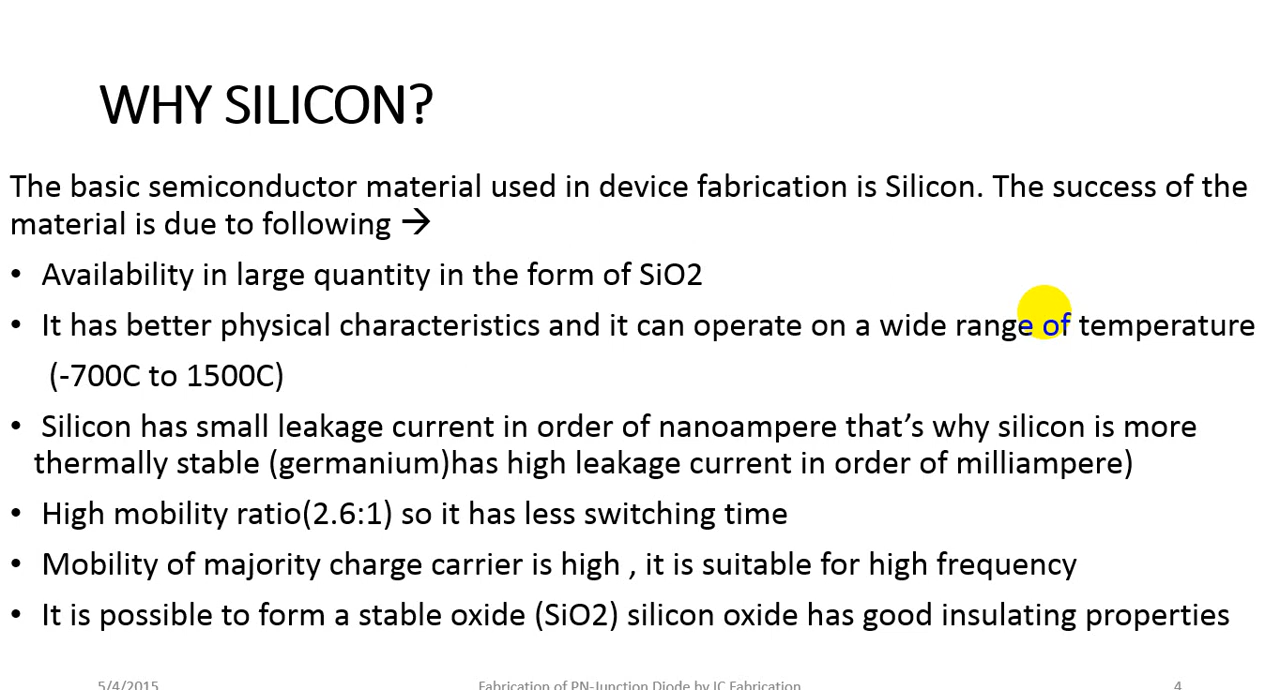 WHY SILICON?
The basic semiconductor material used in device fabrication is Silicon. The success of the
material is due to following →
• Availability in large quantity in the form of SiO2
• It has better physical characteristics and it can operate on a wide range of temperature
(-700C to 1500C)
• Silicon has small leakage current in order of nanoampere that’s why silicon is more
thermally stable (germanium)has high leakage current in order of milliampere)
• High mobility ratio(2.6:1) so it has less switching time
• Mobility of majority charge carrier is high , it is suitable for high frequency
• It is possible to form a stable oxide (SiO2) silicon oxide has good insulating properties
5/4/2015 Fabrication of PN-Junction Diode by IC Fabrication 4